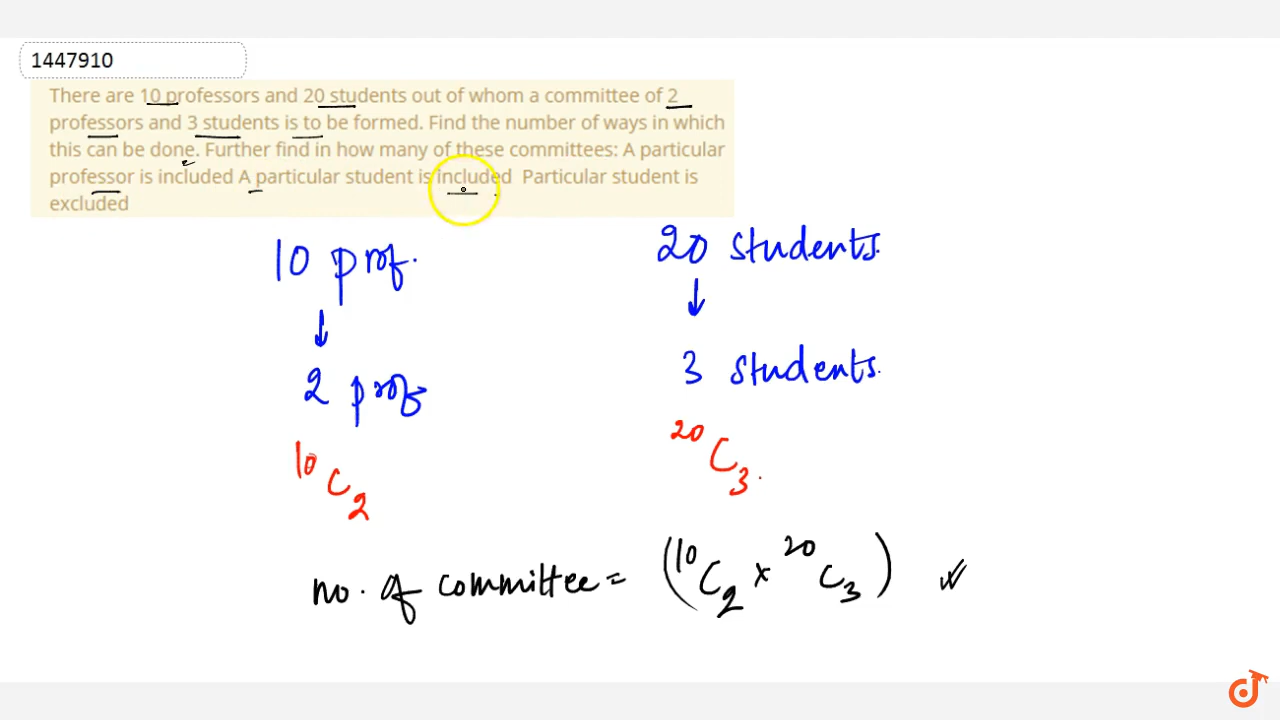 1447910
There are 10 professors and 20 students out of whom a committee of 2
professors and 3 students is to be formed. Find the number of ways in which
this can be done. Further find in how many of these committees: A particular
professor is included A particular student is included Particular student is
excluded
10 prof. 20 students.
↓ ↓
2 prof 3 students.
¹⁰C₂ ²⁰C₃.
no. of committee = (¹⁰C₂ × ²⁰C₃)